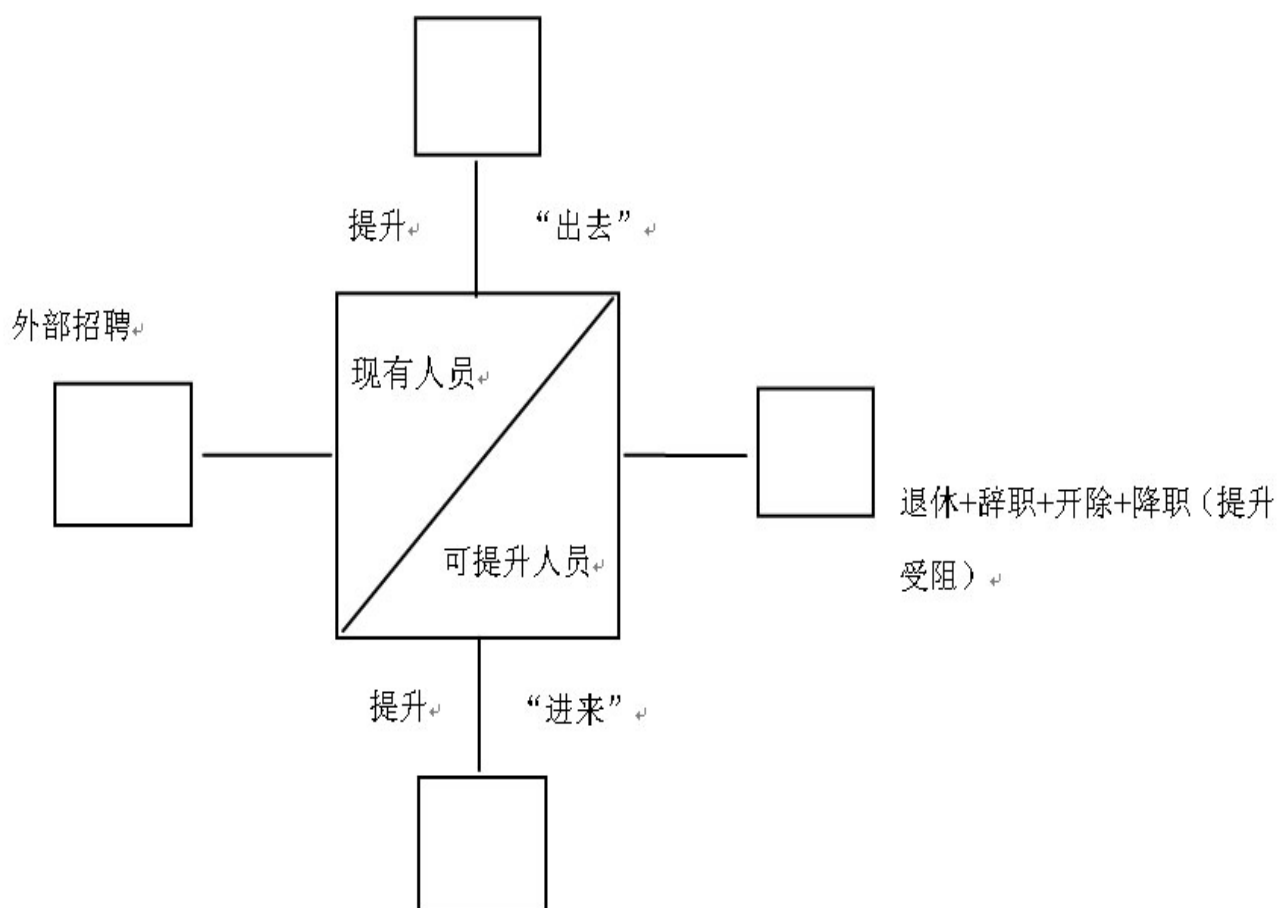 提升 “出去”
外部招聘
现有人员
退休+辞职+开除+降职（提升
受阻）
可提升人员
提升 “进来”